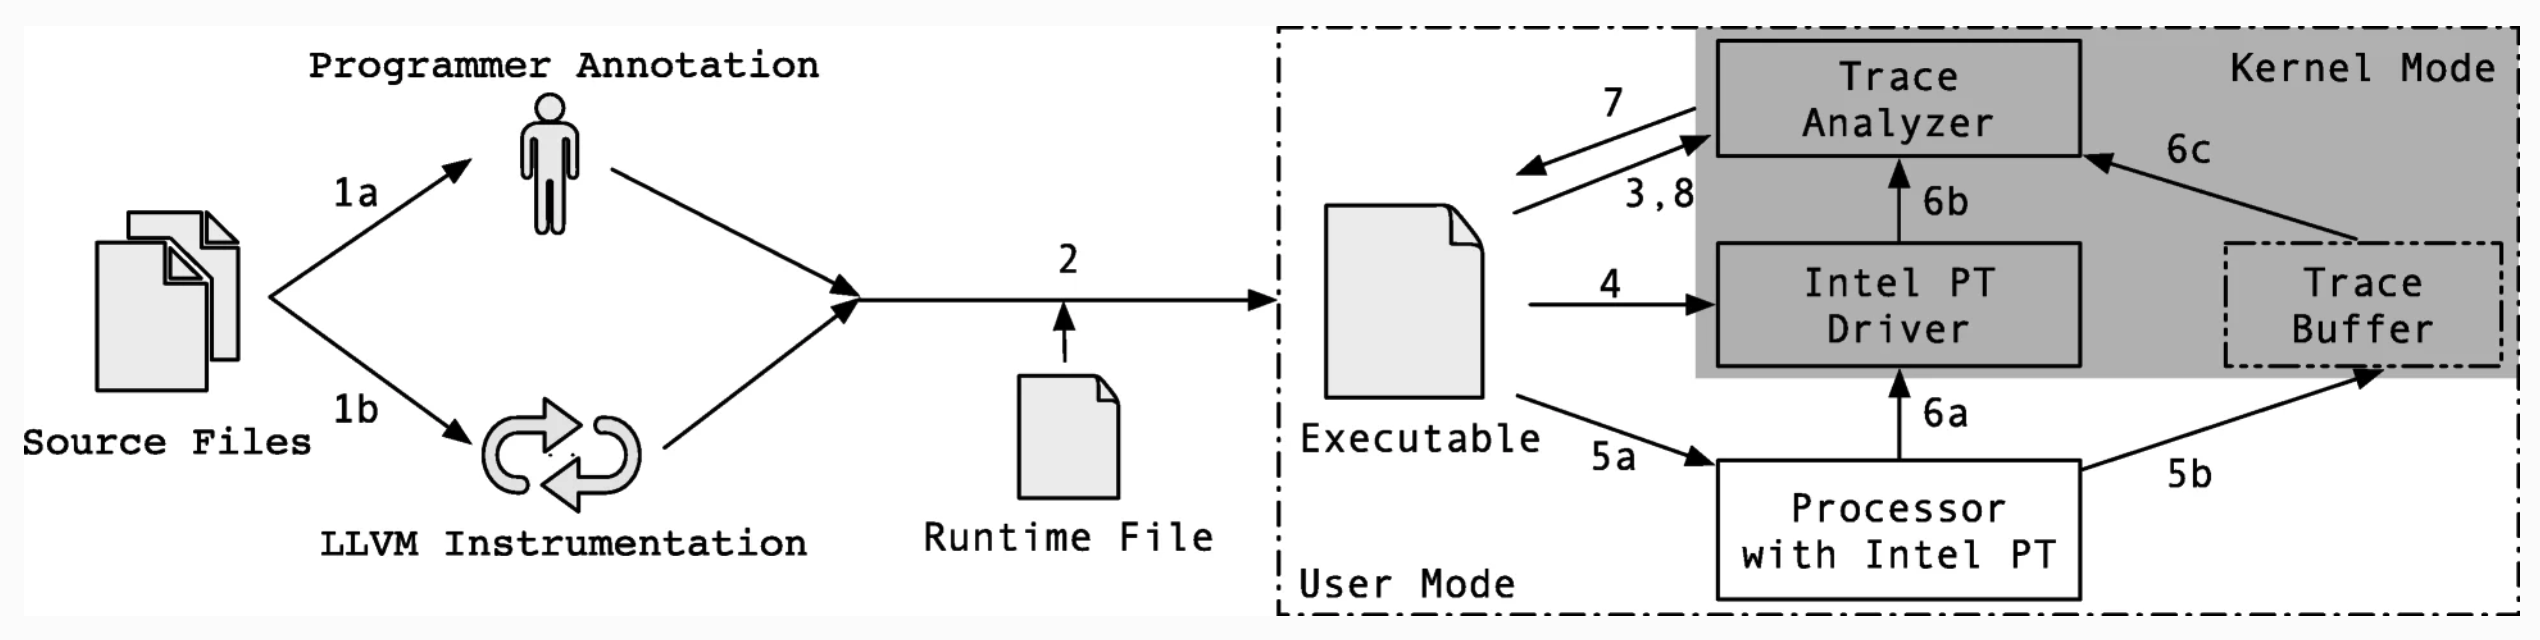 Programmer Annotation
1a
Source Files
1b
LLVM Instrumentation
2
Runtime File
Kernel Mode
Trace
Analyzer
7
3,8
6c
6b
4
Intel PT
Driver
Trace
Buffer
Executable
5a
6a
5b
Processor
with Intel PT
User Mode